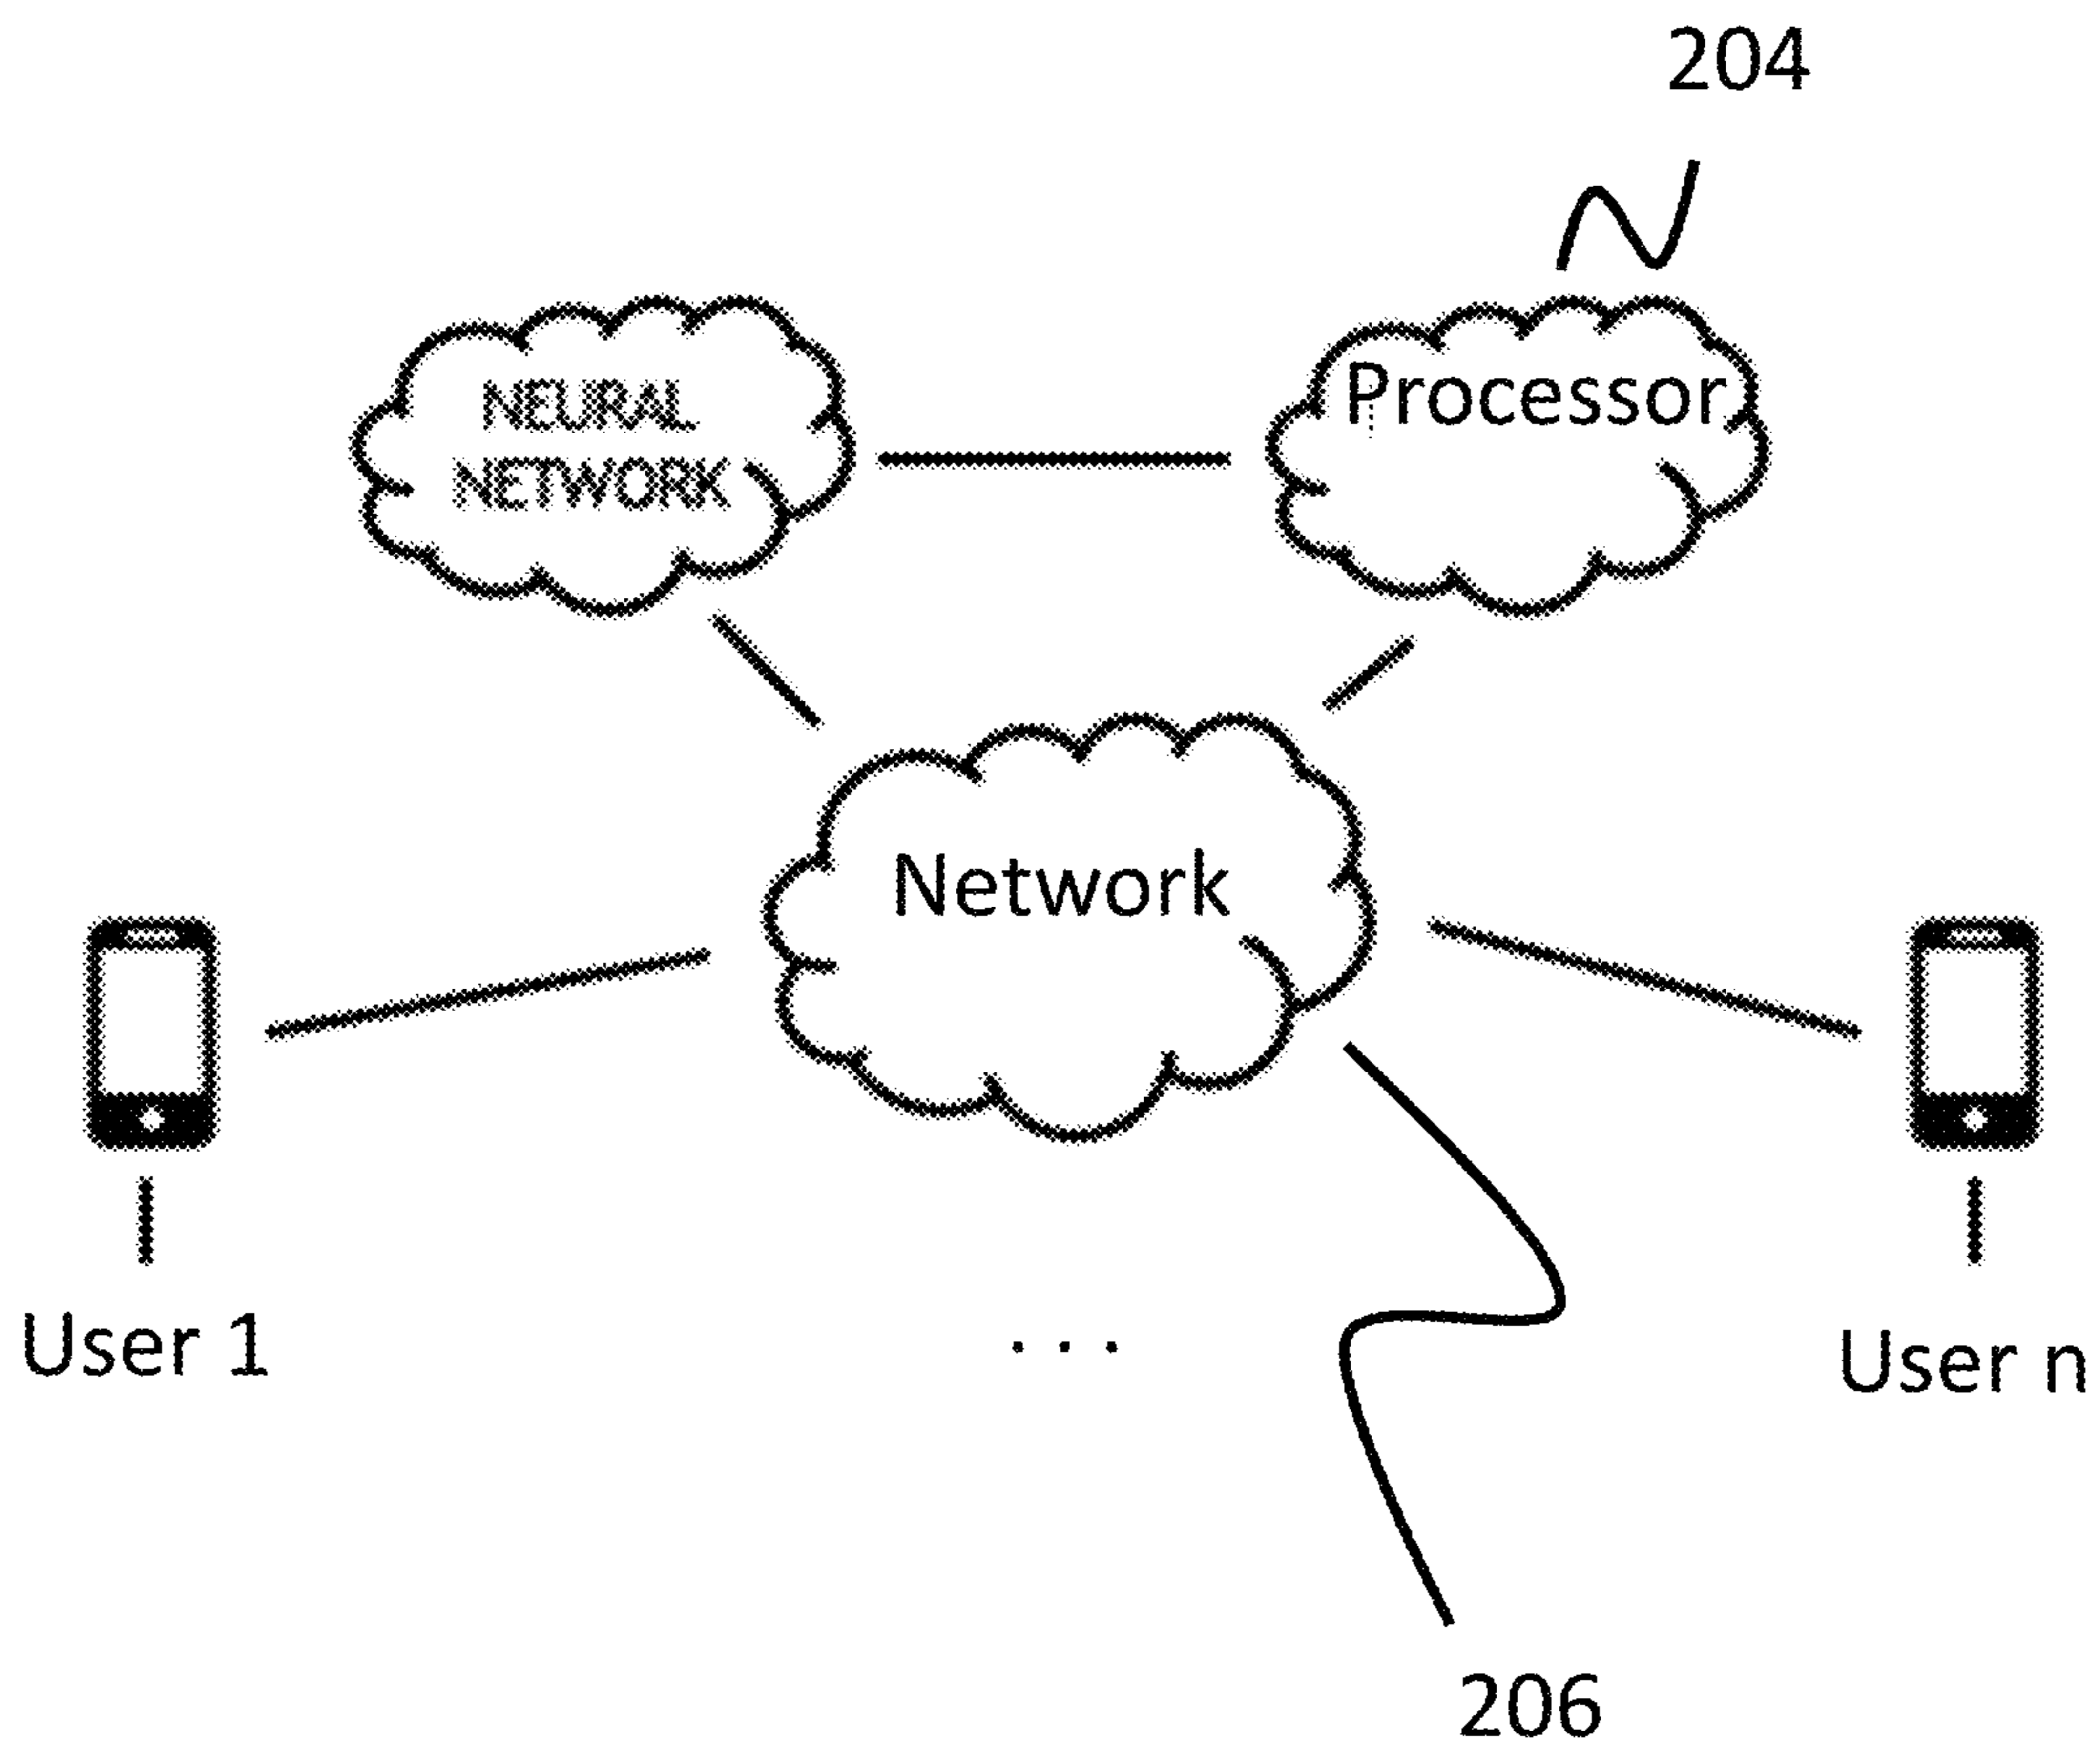 204
NEURAL
NETWORK
Processor
Network
User 1
. . .
User n
206